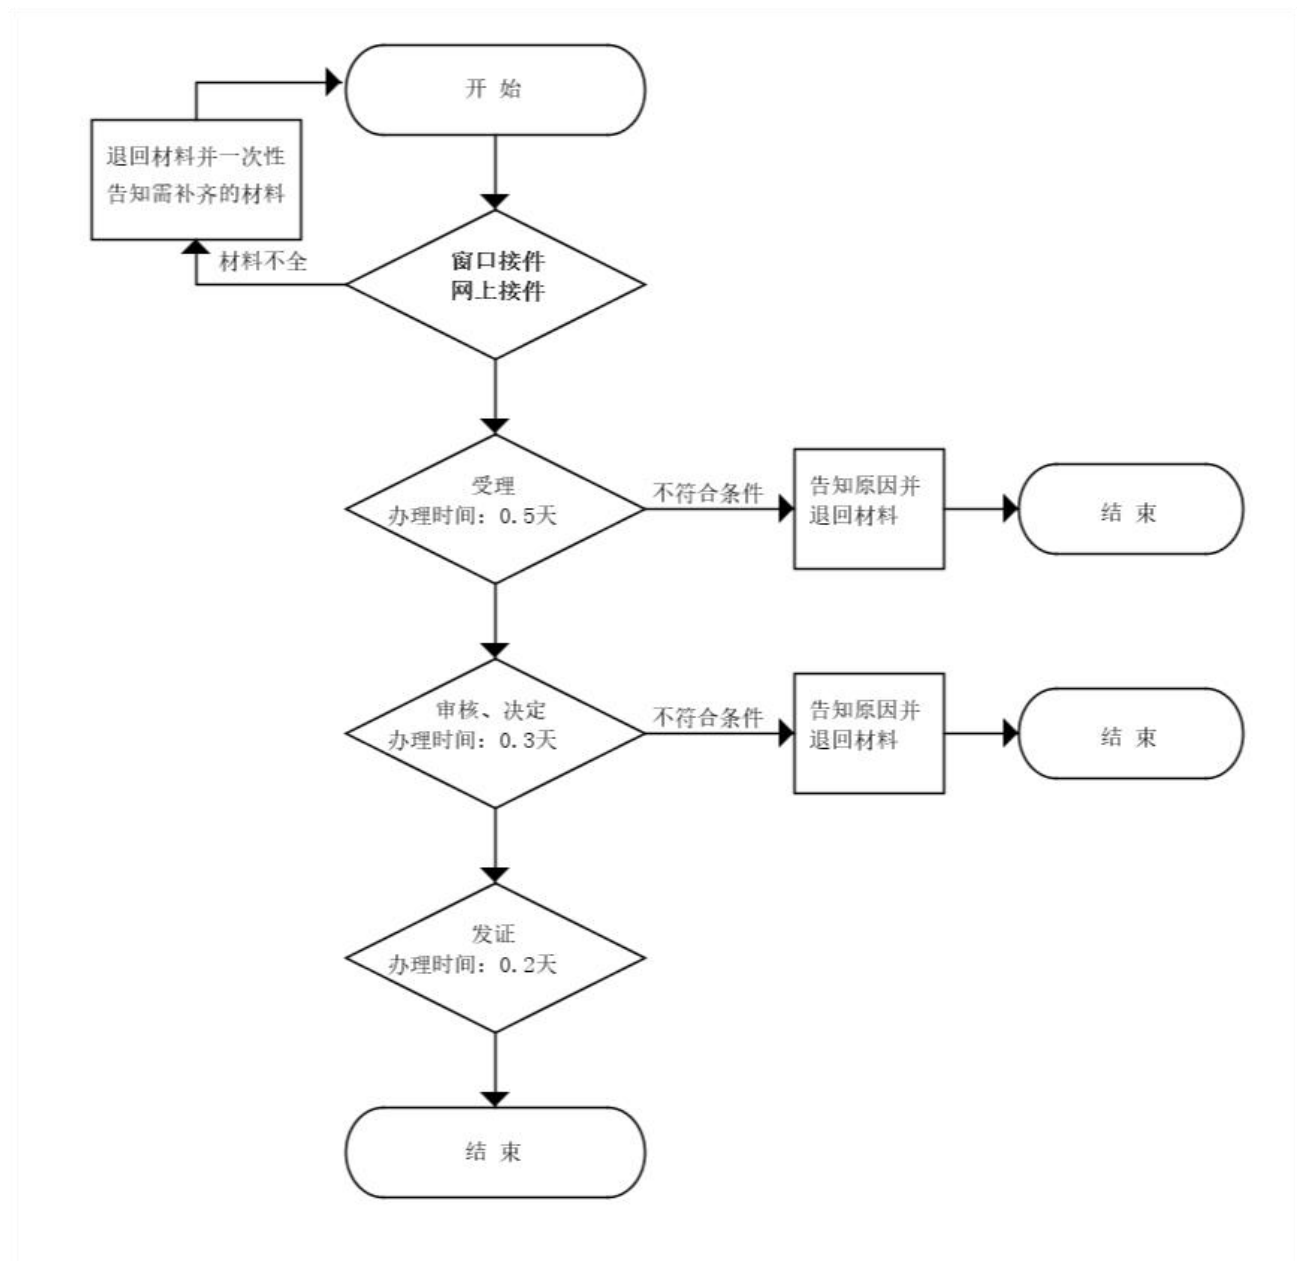 开 始
退回材料并一次性
告知需补齐的材料
材料不全
窗口接件
网上接件
受理
办理时间: 0.5天
不符合条件
告知原因并
退回材料
结 束
审核、决定
办理时间: 0.3天
不符合条件
告知原因并
退回材料
结 束
发证
办理时间: 0.2天
结 束